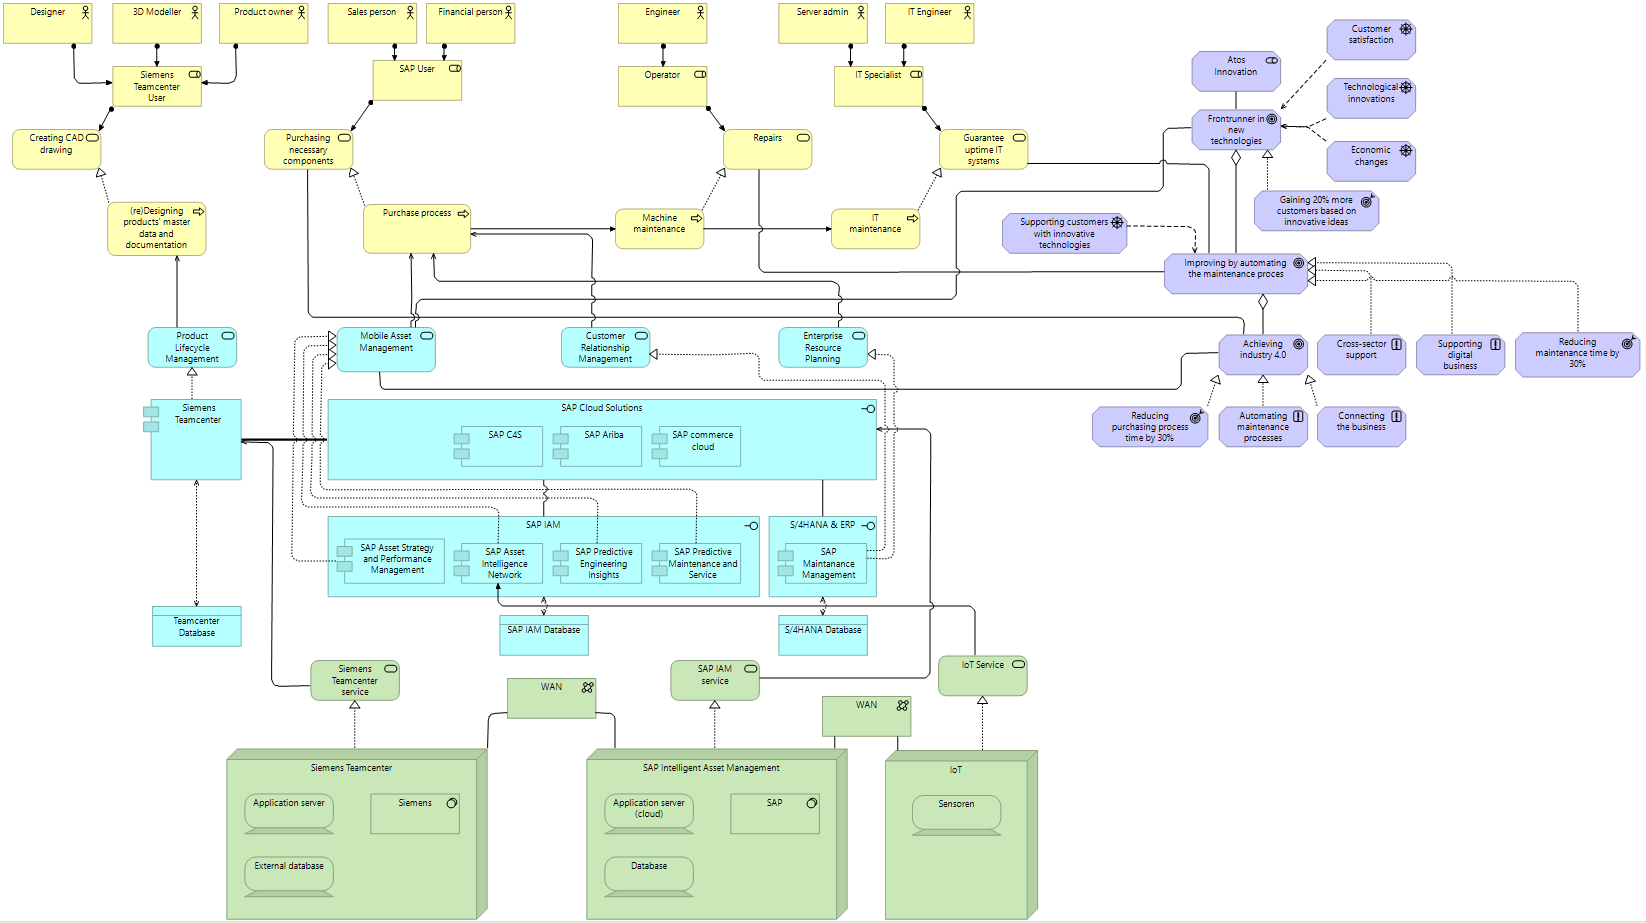 Designer
3D Modeller
Product owner
Sales person
Financial person
Engineer
Server admin
IT Engineer
Customer
satisfaction
Siemens
Teamcenter
User
SAP User
Operator
IT Specialist
Atos
Innovation
Technological
innovations
Creating CAD
drawing
Purchasing
necessary
components
Repairs
Guarantee
uptime IT
systems
Frontrunner in
new
technologies
Economic
changes
(re)Designing
products' master
data and
documentation
Purchase process
Machine
maintenance
IT
maintenance
Supporting customers
with innovative
technologies
Gaining 20% more
customers based on
innovative ideas
Improving by automating
the maintenance proces
Product
Lifecycle
Management
Mobile Asset
Management
Customer
Relationship
Management
Enterprise
Resource
Planning
Achieving
industry 4.0
Cross-sector
support
Supporting
digital
business
Reducing
maintenance time by
30%
Siemens
Teamcenter
SAP Cloud Solutions
SAP C4S
SAP Ariba
SAP commerce
cloud
Reducing
purchasing process
time by 30%
Automating
maintenance
processes
Connecting
the business
SAP IAM
SAP Asset Strategy
and Performance
Management
SAP Asset
Intelligence
Network
SAP Predictive
Engineering
Insights
SAP Predictive
Maintenance and
Service
S/4HANA & ERP
SAP
Maintanance
Management
Teamcenter
Database
SAP IAM Database
S/4HANA Database
Siemens
Teamcenter
service
WAN
SAP IAM
service
WAN
IoT Service
Siemens Teamcenter
Application server
Siemens
External database
SAP Intelligent Asset Management
Application server
(cloud)
SAP
Database
IoT
Sensoren